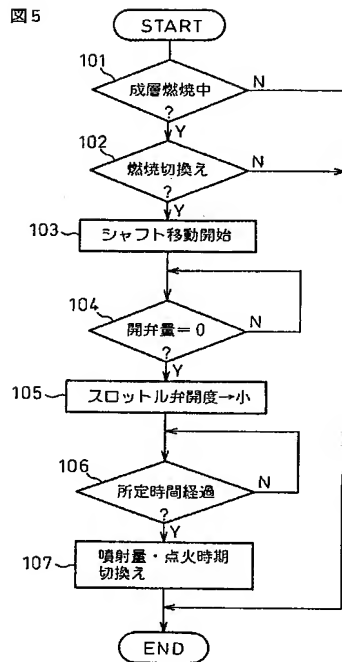 図5
START
101
成層燃焼中
?
N
Y
102
燃焼切換え
?
N
Y
103
シャフト移動開始
104
開弁量=0
?
N
Y
105
スロットル弁開度→小
106
所定時間経過
?
N
Y
107
噴射量・点火時期
切換え
END